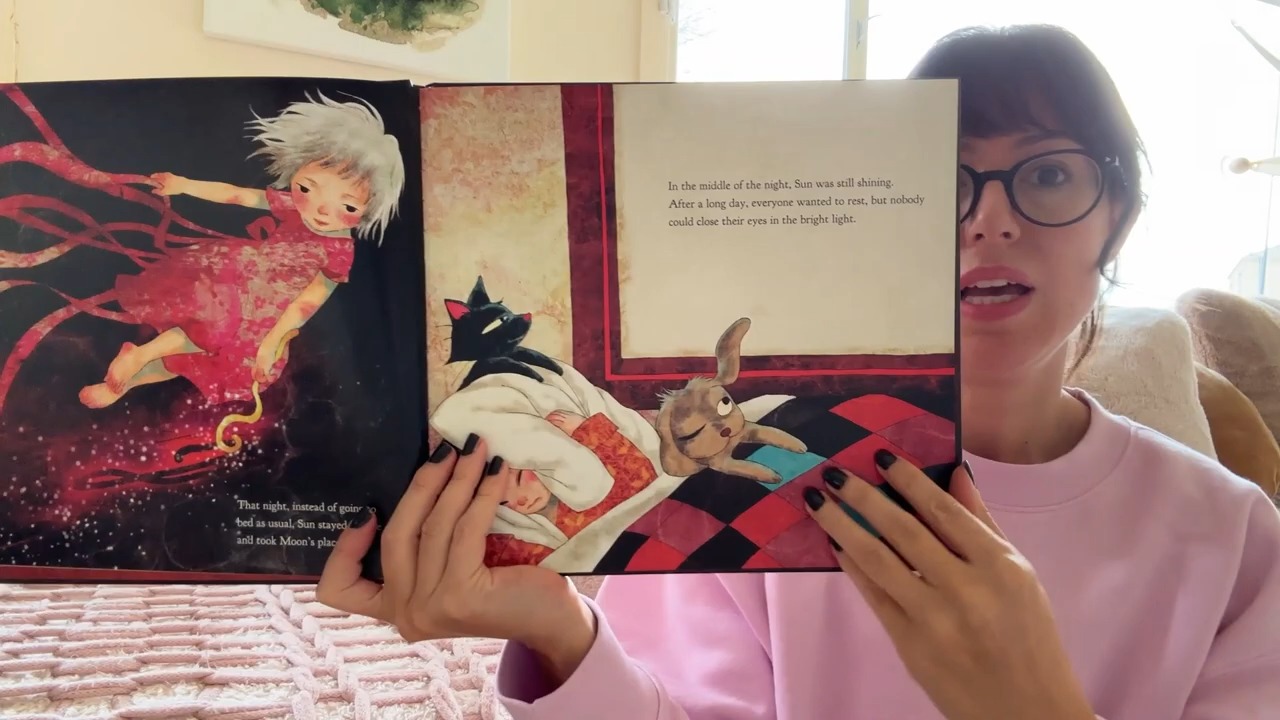 That night, instead of going to
bed as usual, Sun stayed
and took Moon's plac
In the middle of the night, Sun was still shining.
After a long day, everyone wanted to rest, but nobody
could close their eyes in the bright light.